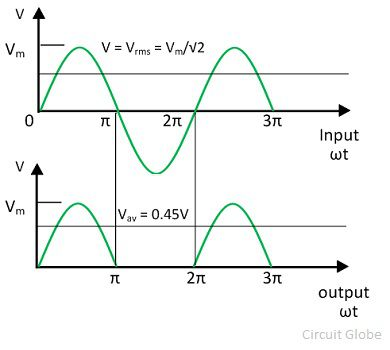 V
Vm V = Vrms = Vm/√2
0 π 2π 3π
Input
ωt
V
Vm Vav = 0.45V
π 2π 3π
output
ωt
Circuit Globe